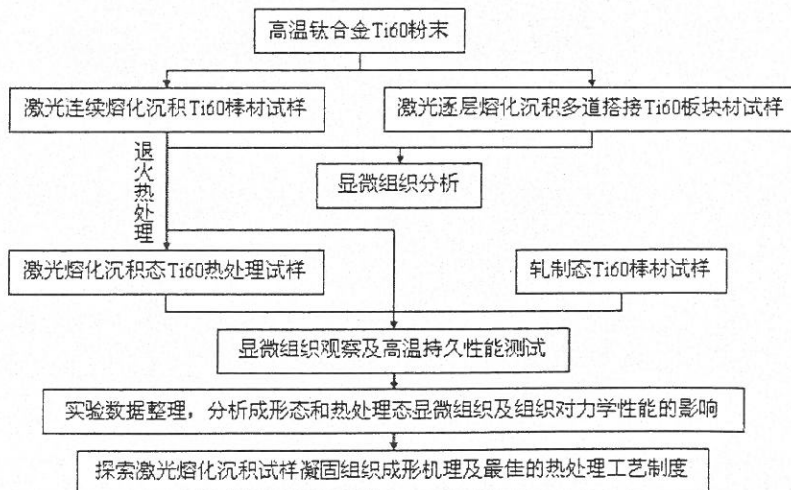 高温钛合金Ti60粉末
激光连续熔化沉积Ti60棒材试样
激光逐层熔化沉积多道搭接Ti60板块材试样
退火热处理
显微组织分析
激光熔化沉积态Ti60热处理试样
轧制态Ti60棒材试样
显微组织观察及高温持久性能测试
实验数据整理，分析成形态和热处理态显微组织及组织对力学性能的影响
探索激光熔化沉积试样凝固组织成形机理及最佳的热处理工艺制度